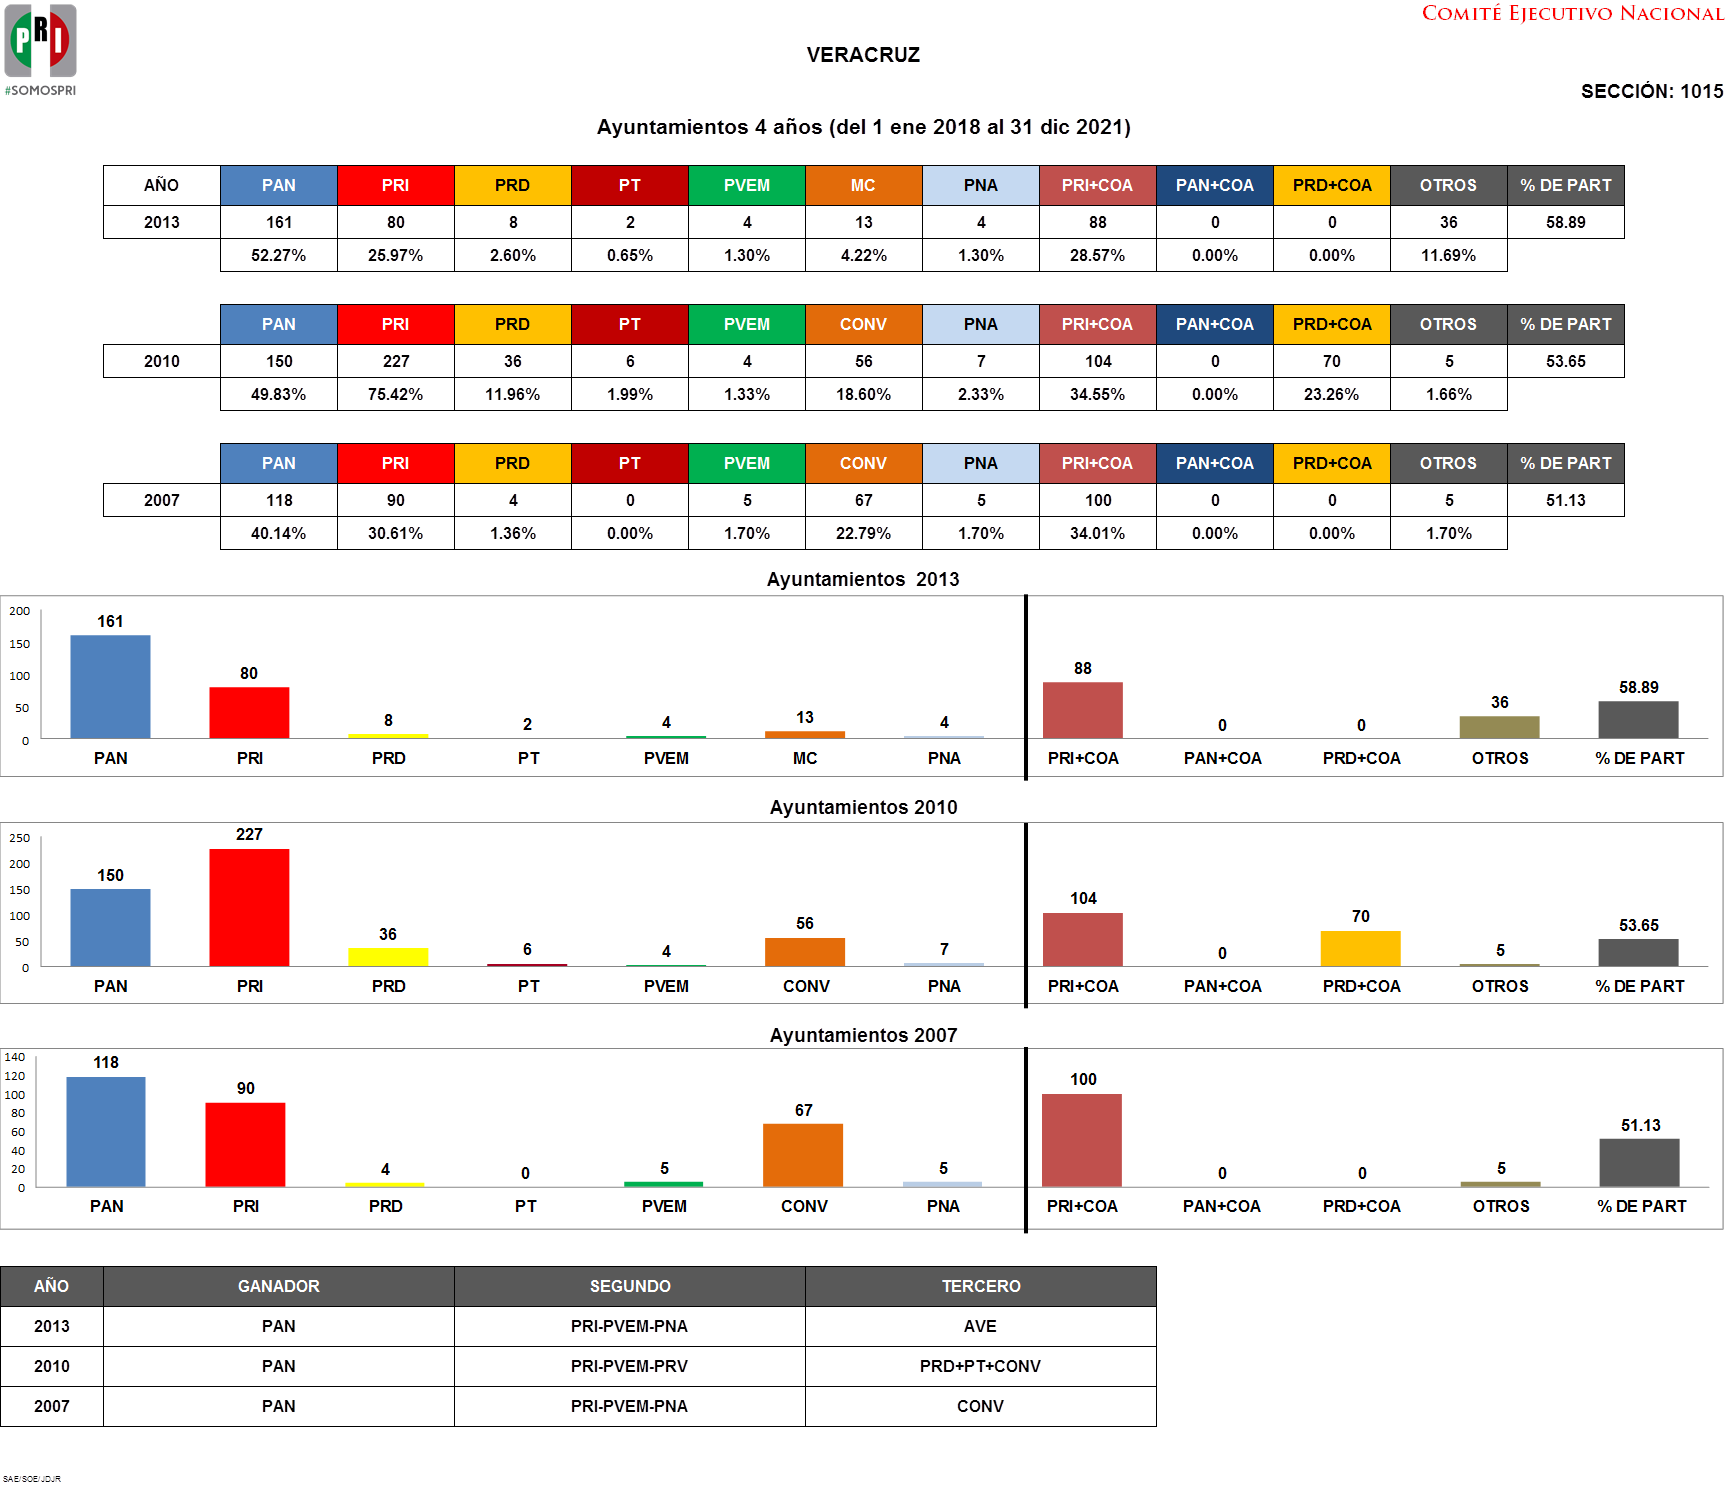 PRI
#SOMOSPRI
COMITÉ EJECUTIVO NACIONAL
VERACRUZ
SECCIÓN: 1015
Ayuntamientos 4 años (del 1 ene 2018 al 31 dic 2021)
AÑO PAN PRI PRD PT PVEM MC PNA PRI+COA PAN+COA PRD+COA OTROS % DE PART
2013 161 80 8 2 4 13 4 88 0 0 36 58.89
52.27% 25.97% 2.60% 0.65% 1.30% 4.22% 1.30% 28.57% 0.00% 0.00% 11.69%
PAN PRI PRD PT PVEM CONV PNA PRI+COA PAN+COA PRD+COA OTROS % DE PART
2010 150 227 36 6 4 56 7 104 0 70 5 53.65
49.83% 75.42% 11.96% 1.99% 1.33% 18.60% 2.33% 34.55% 0.00% 23.26% 1.66%
PAN PRI PRD PT PVEM CONV PNA PRI+COA PAN+COA PRD+COA OTROS % DE PART
2007 118 90 4 0 5 67 5 100 0 0 5 51.13
40.14% 30.61% 1.36% 0.00% 1.70% 22.79% 1.70% 34.01% 0.00% 0.00% 1.70%
Ayuntamientos  2013
200
150
100
50
0
161 80 8 2 4 13 4 88 0 0 36 58.89
PAN PRI PRD PT PVEM MC PNA PRI+COA PAN+COA PRD+COA OTROS % DE PART
Ayuntamientos 2010
250
200
150
100
50
0
150 227 36 6 4 56 7 104 0 70 5 53.65
PAN PRI PRD PT PVEM CONV PNA PRI+COA PAN+COA PRD+COA OTROS % DE PART
Ayuntamientos 2007
140
120
100
80
60
40
20
0
118 90 4 0 5 67 5 100 0 0 5 51.13
PAN PRI PRD PT PVEM CONV PNA PRI+COA PAN+COA PRD+COA OTROS % DE PART
AÑO GANADOR SEGUNDO TERCERO
2013 PAN PRI-PVEM-PNA AVE
2010 PAN PRI-PVEM-PRV PRD+PT+CONV
2007 PAN PRI-PVEM-PNA CONV
SAE/SOE/JDJR